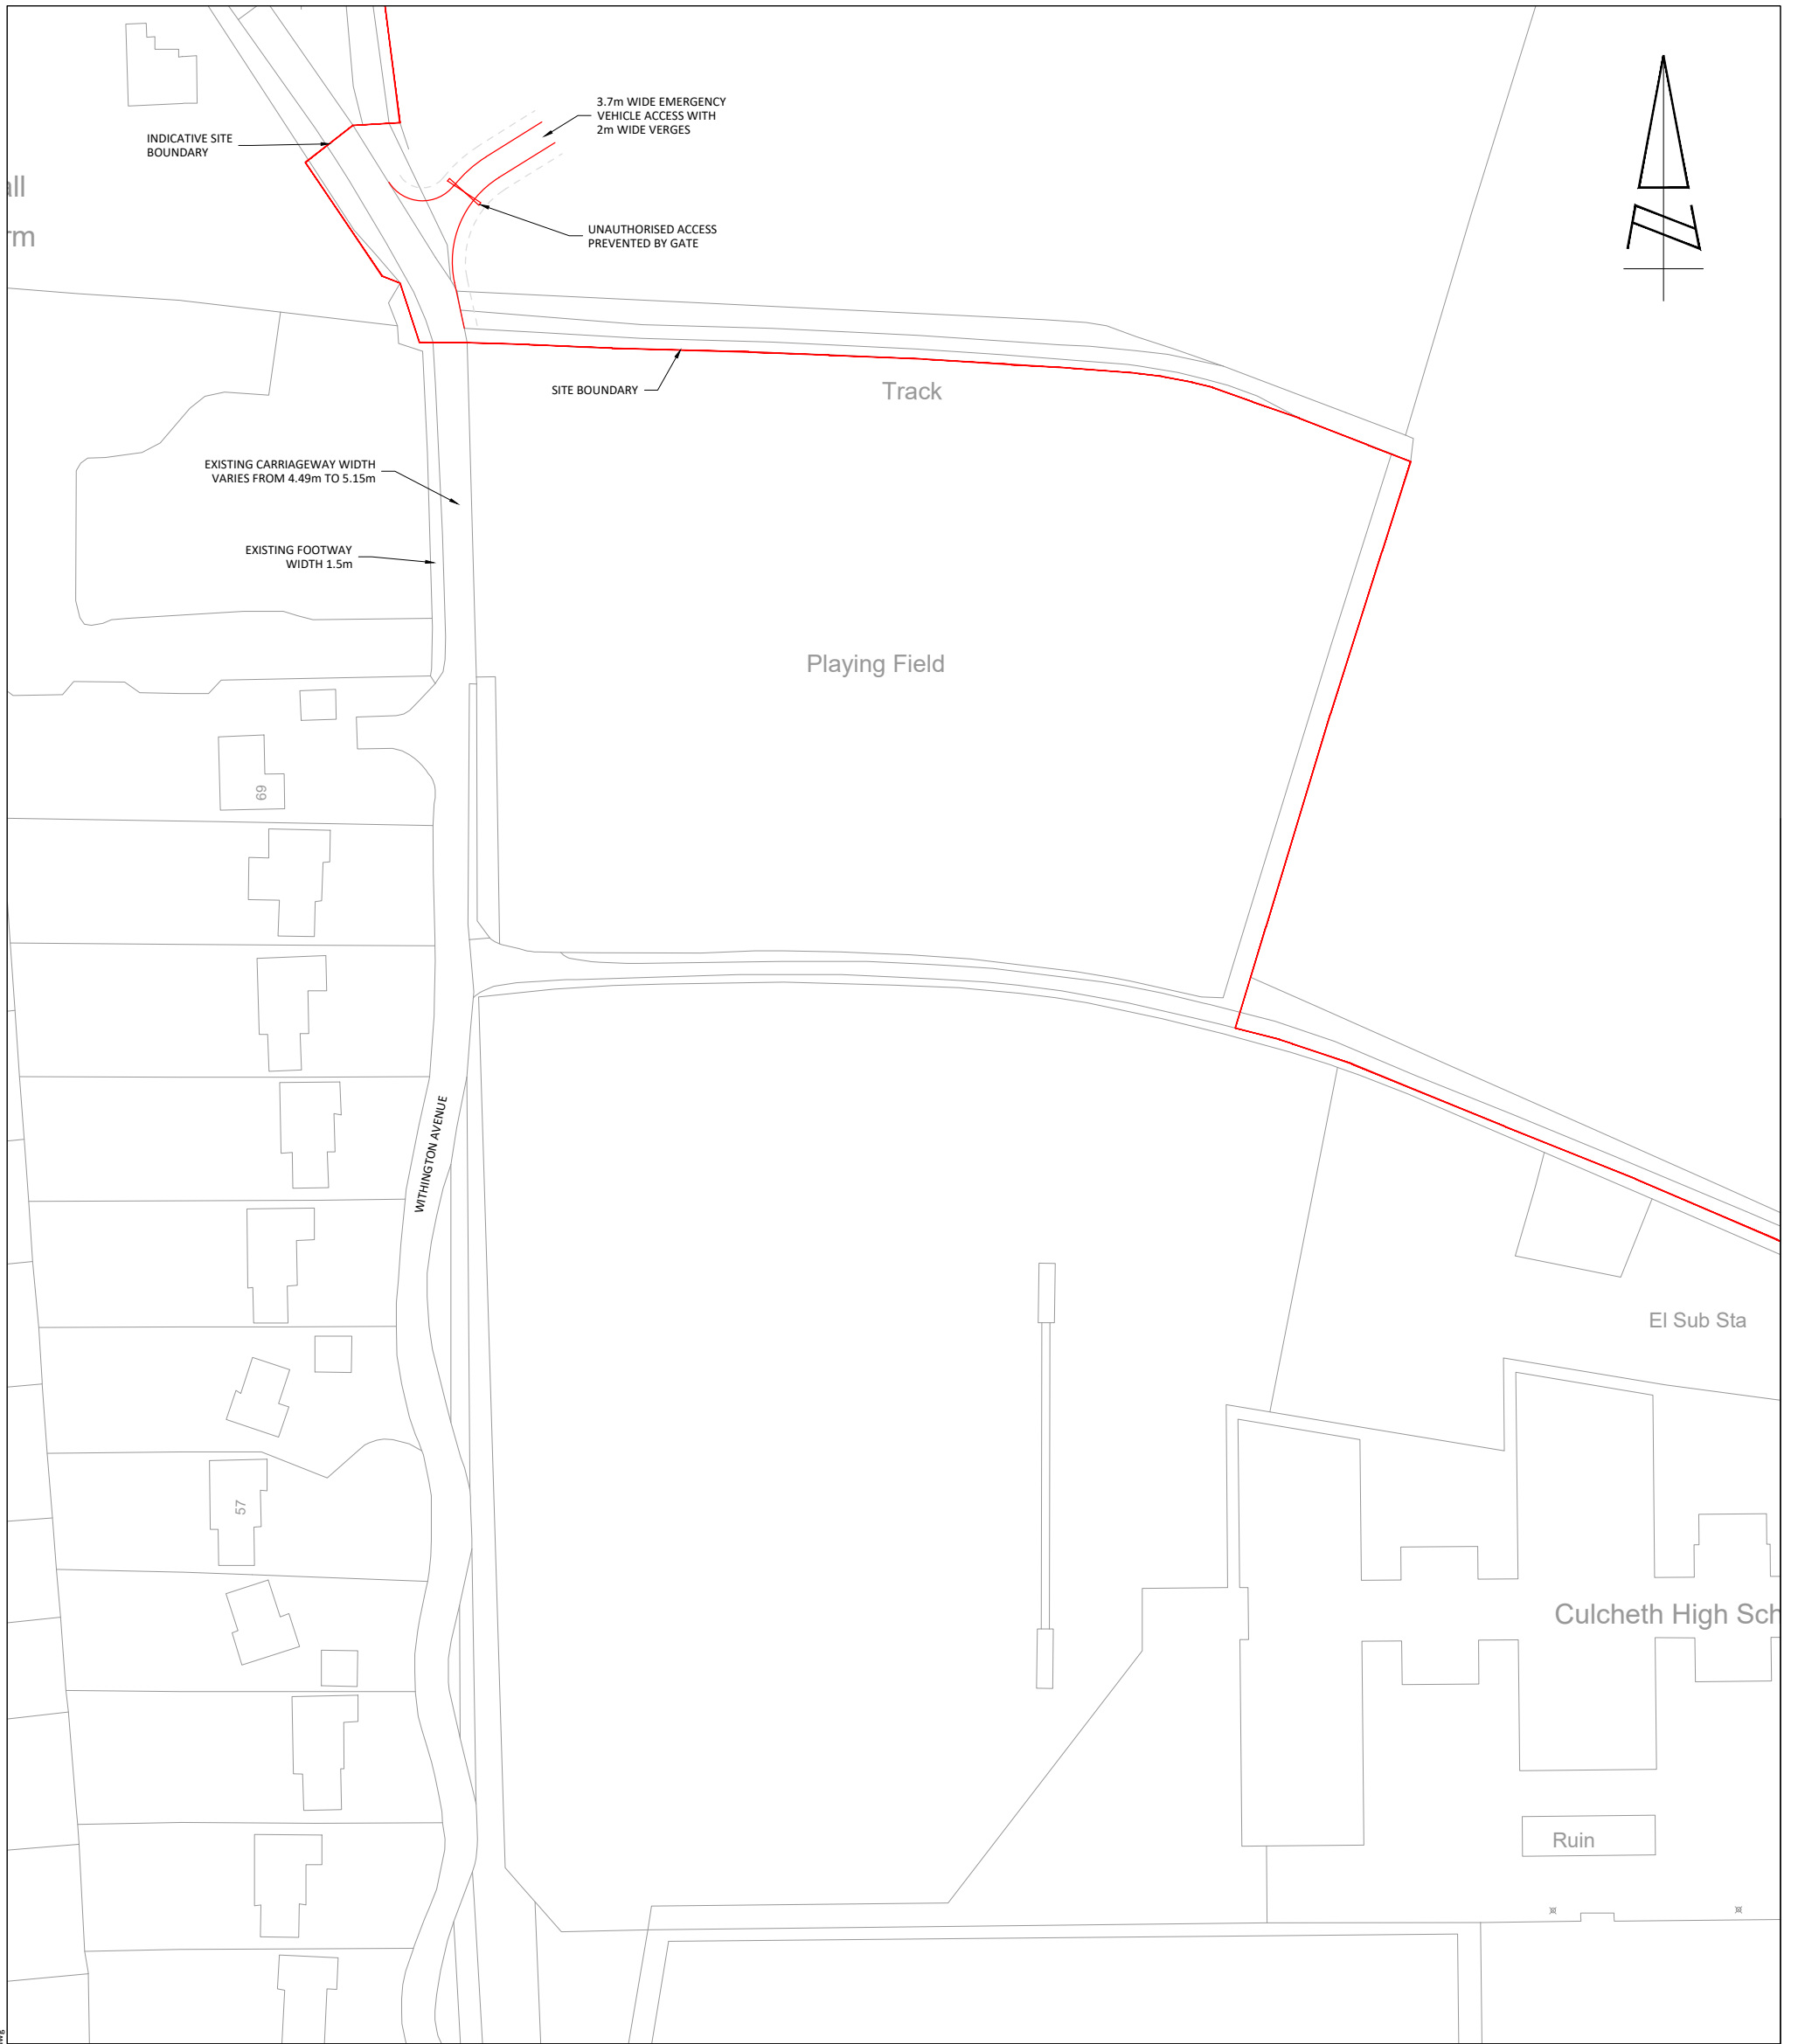 3.7m WIDE EMERGENCY
VEHICLE ACCESS WITH
2m WIDE VERGES
INDICATIVE SITE
BOUNDARY
all
rm
UNAUTHORISED ACCESS
PREVENTED BY GATE
N
SITE BOUNDARY
Track
EXISTING CARRIAGEWAY WIDTH
VARIES FROM 4.49m TO 5.15m
EXISTING FOOTWAY
WIDTH 1.5m
Playing Field
69
WITHINGTON AVENUE
El Sub Sta
57
Culcheth High Sch
Ruin